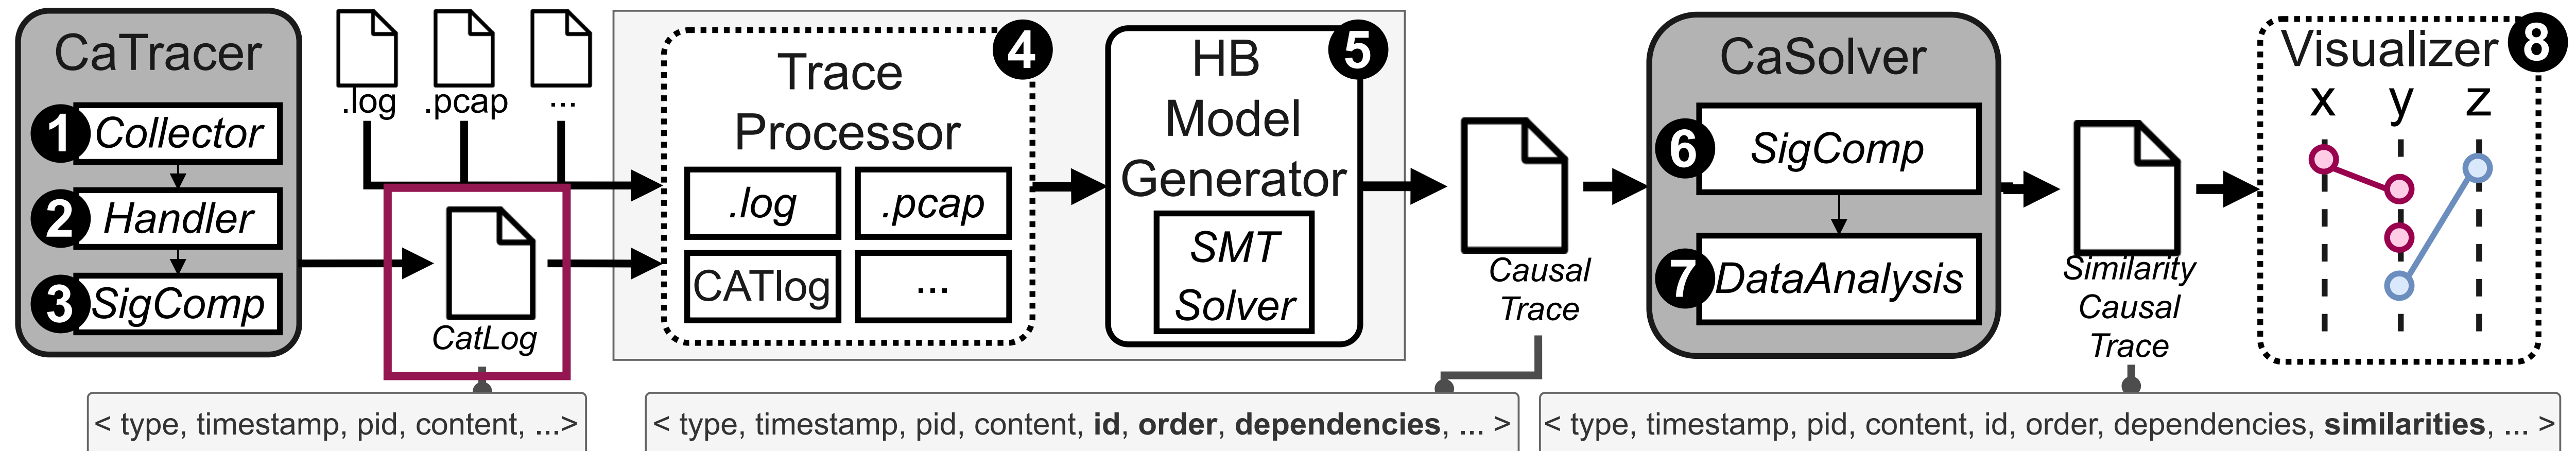 CaTracer
1 Collector
2 Handler
3 SigComp
.log
.pcap
...
CatLog
4
Trace
Processor
.log
.pcap
CATlog
...
5
HB
Model
Generator
SMT
Solver
Causal
Trace
CaSolver
6 SigComp
7 DataAnalysis
Similarity
Causal
Trace
Visualizer 8
x y z
< type, timestamp, pid, content, ...>
< type, timestamp, pid, content, id, order, dependencies, ... >
< type, timestamp, pid, content, id, order, dependencies, similarities, ... >